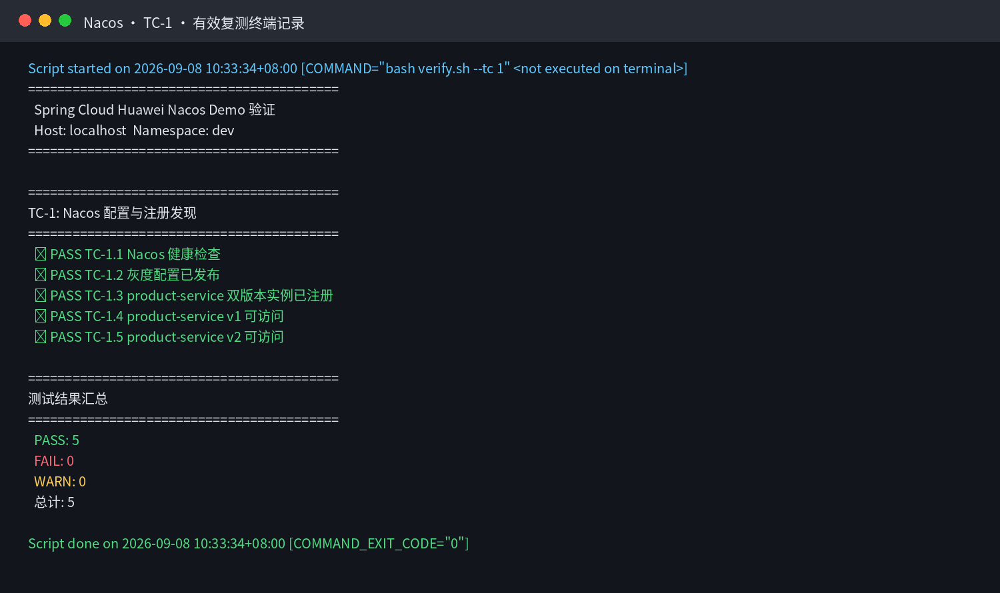 Nacos · TC-1 · 有效复测终端记录
Script started on 2026-09-08 10:33:34+08:00 [COMMAND="bash verify.sh --tc 1" <not executed on terminal>]
==========================================
Spring Cloud Huawei Nacos Demo 验证
Host: localhost  Namespace: dev
==========================================
==========================================
TC-1: Nacos 配置与注册发现
==========================================
PASS TC-1.1 Nacos 健康检查
PASS TC-1.2 灰度配置已发布
PASS TC-1.3 product-service 双版本实例已注册
PASS TC-1.4 product-service v1 可访问
PASS TC-1.5 product-service v2 可访问
==========================================
测试结果汇总
==========================================
PASS: 5
FAIL: 0
WARN: 0
总计: 5
Script done on 2026-09-08 10:33:34+08:00 [COMMAND_EXIT_CODE="0"]